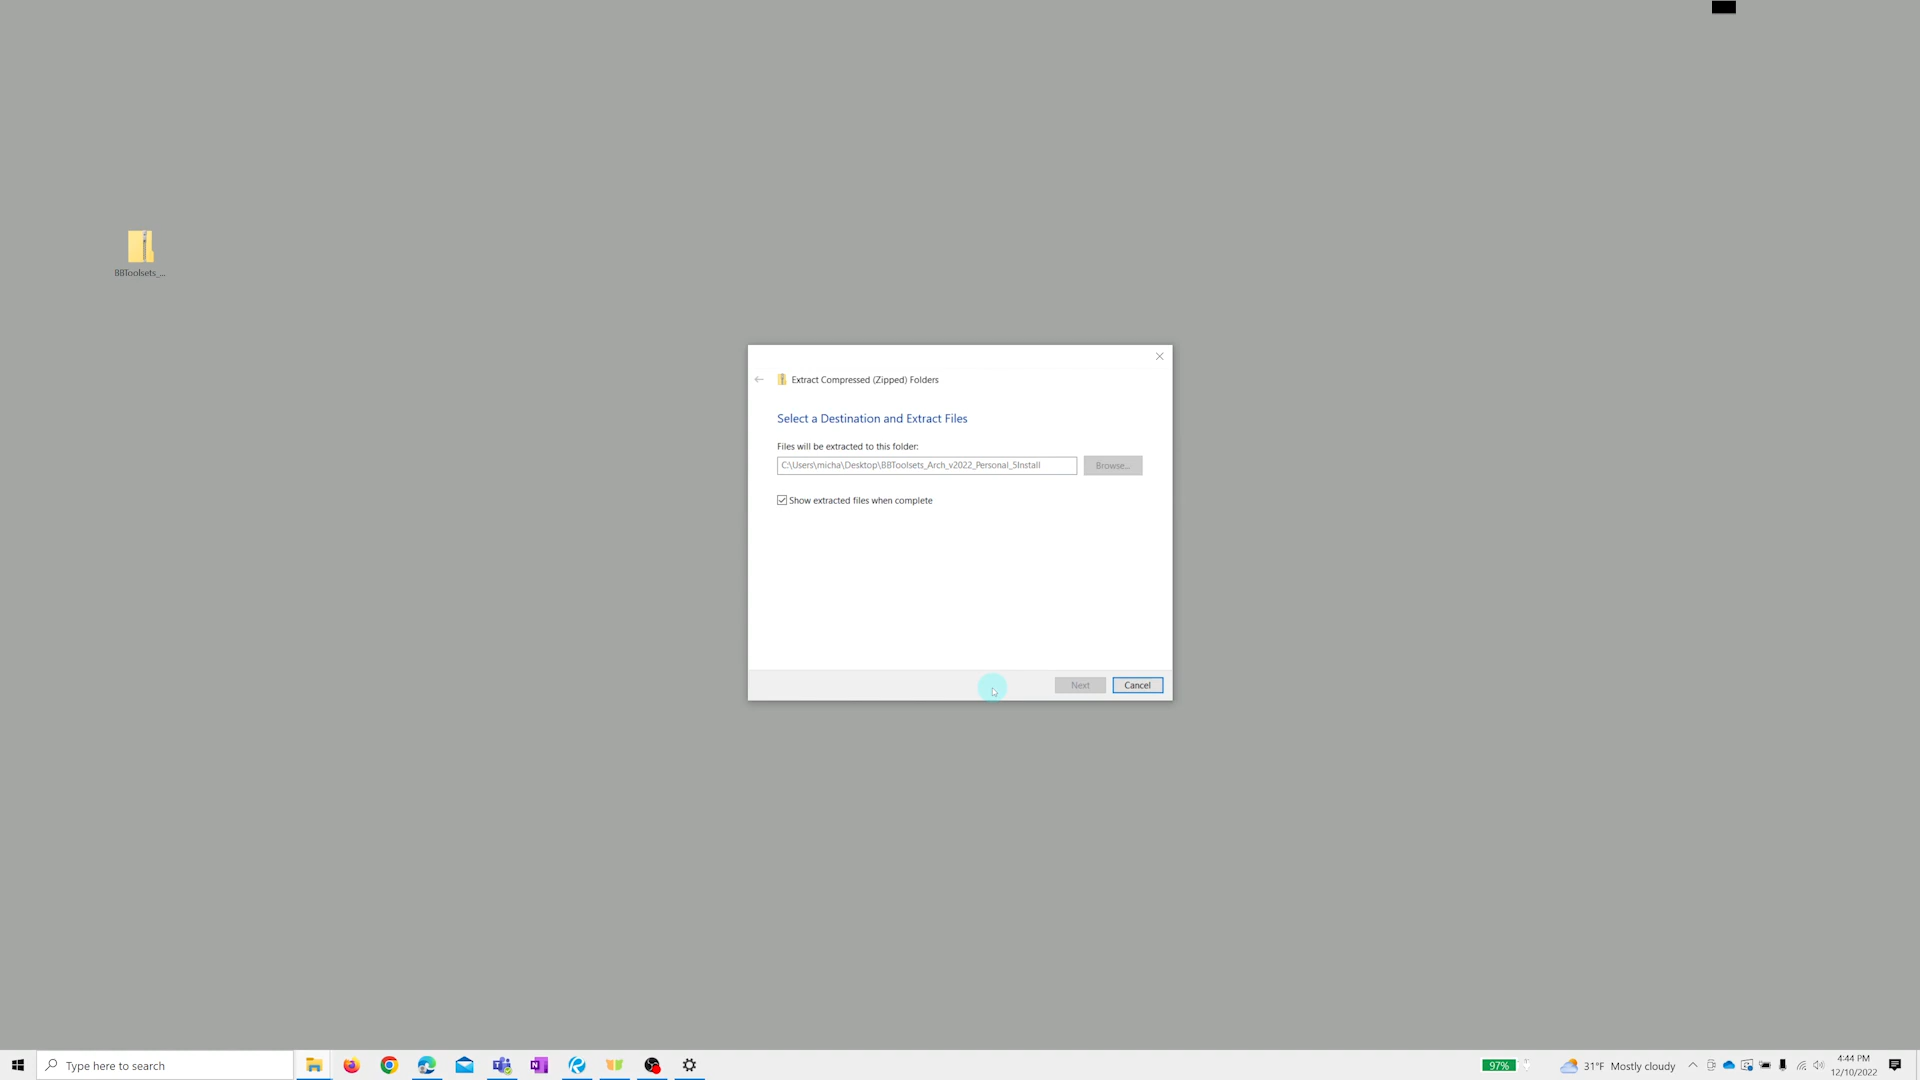 BBToolsets_...
Extract Compressed (Zipped) Folders
Select a Destination and Extract Files
Files will be extracted to this folder:
C:\Users\micha\Desktop\BBToolsets_Arch_v2022_Personal_5Install
Browse...
Show extracted files when complete
Next
Cancel
Type here to search
97%
31°F Mostly cloudy
4:44 PM
12/10/2022